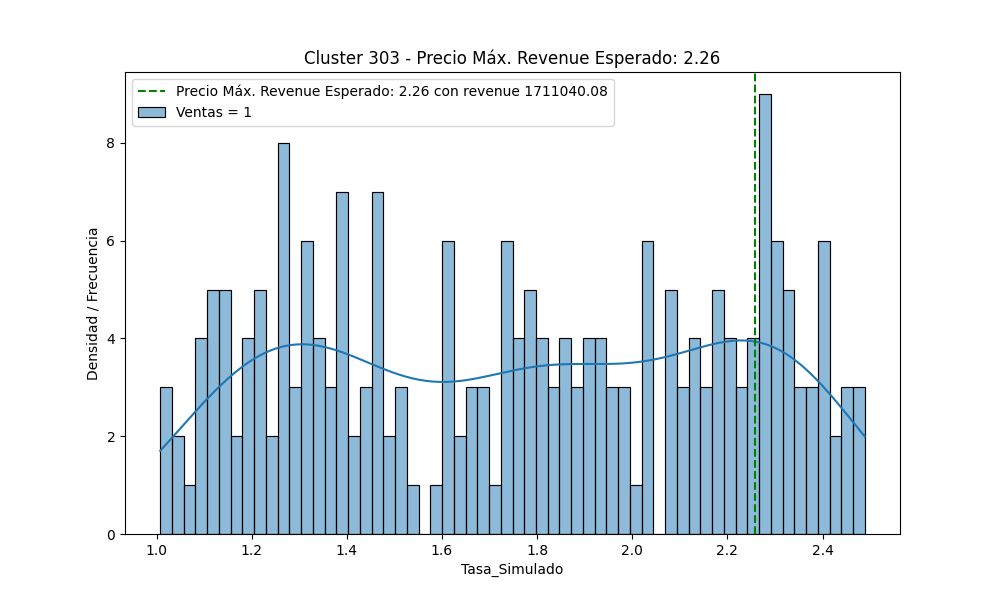 Cluster 303 - Precio Máx. Revenue Esperado: 2.26
Precio Máx. Revenue Esperado: 2.26 con revenue 1711040.08
Ventas = 1
Densidad / Frecuencia
8
6
4
2
0
1.0 1.2 1.4 1.6 1.8 2.0 2.2 2.4
Tasa_Simulado